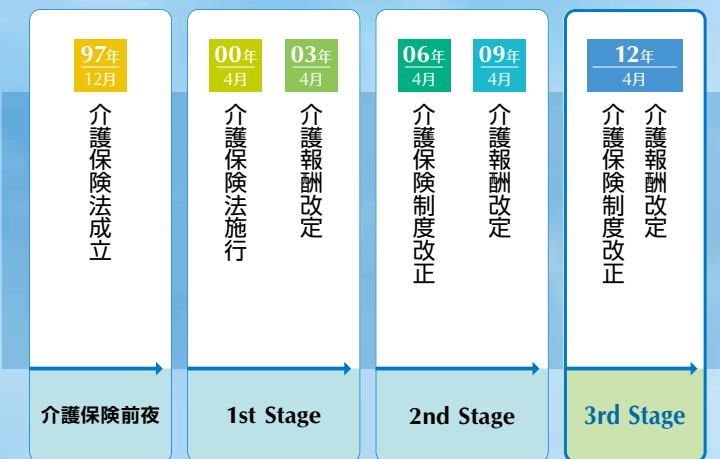 97年
12月
介護保険法成立
介護保険前夜
00年
4月
介護保険法施行
03年
4月
介護報酬改定
1st Stage
06年
4月
介護保険制度改正
09年
4月
介護報酬改定
2nd Stage
12年
4月
介護報酬改定
介護保険制度改正
3rd Stage